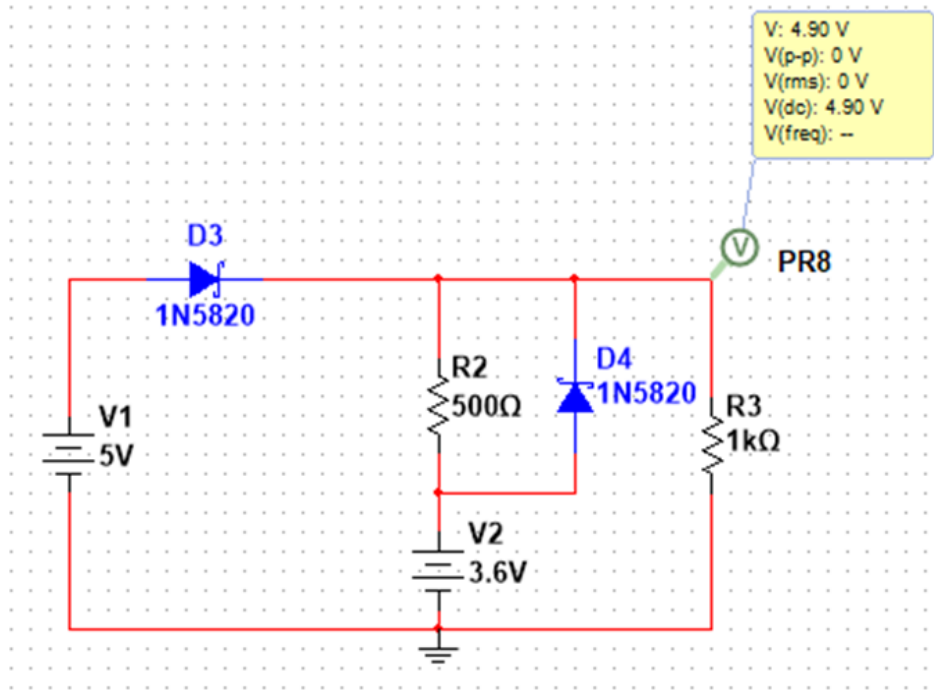 V: 4.90 V
V(p-p): 0 V
V(rms): 0 V
V(dc): 4.90 V
V(freq): --
V
PR8
D3
1N5820
R2
500Ω
D4
1N5820
R3
1kΩ
V1
5V
V2
3.6V